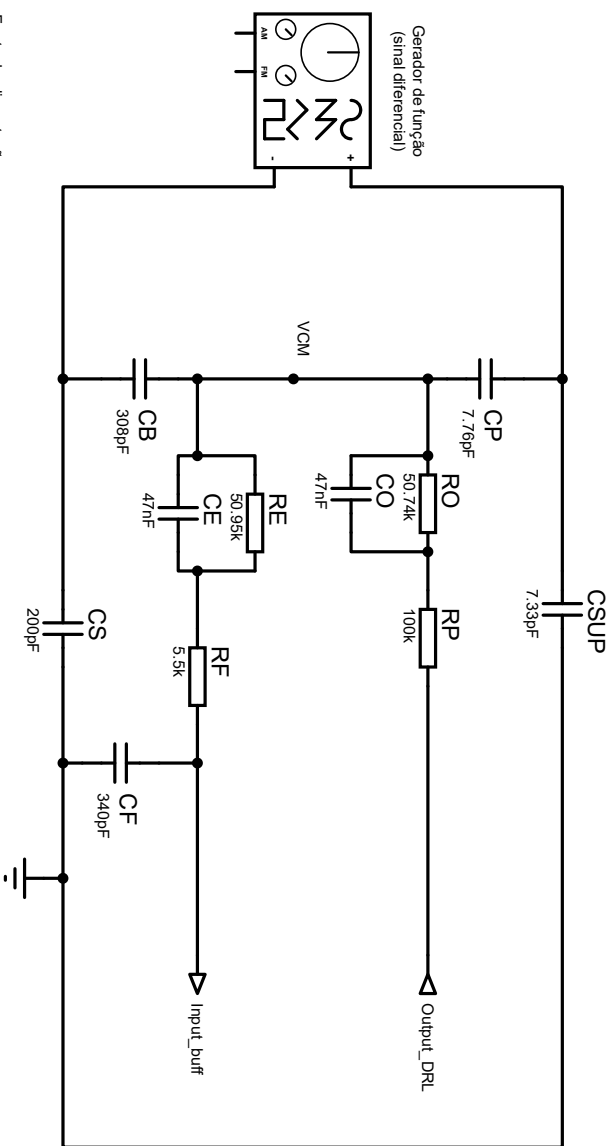 Gerador de função
(sinal diferencial)
AM
FM
+
-
VCM
CP
7.76pF
CB
308pF
RO
50.74k
CO
47nF
RE
50.95k
CE
47nF
RP
100k
RF
5.5k
CSUP
7.33pF
CS
200pF
CF
340pF
Output_DRL
Input_buff